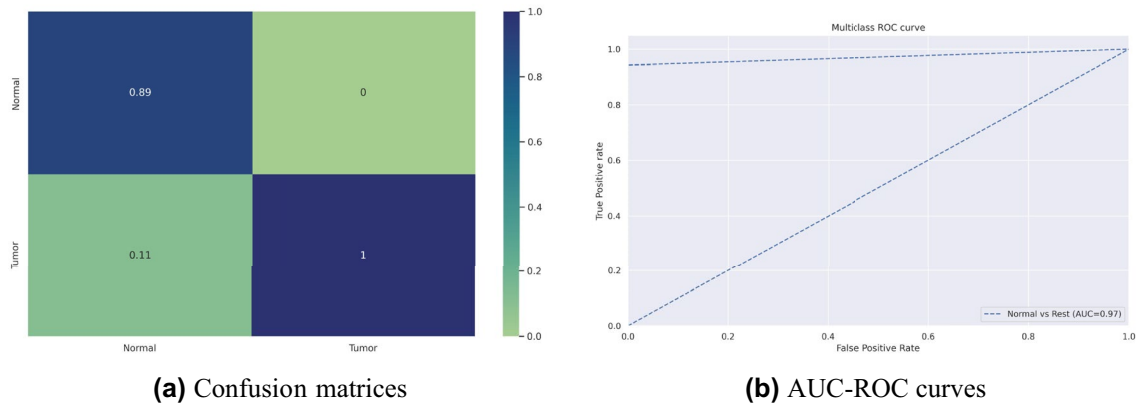 Normal
0.89
0
Tumor
0.11
1
Normal
Tumor
1.0
0.8
0.6
0.4
0.2
0.0
(a) Confusion matrices
Multiclass ROC curve
True Positive rate
1.0
0.8
0.6
0.4
0.2
0.0
Normal vs Rest (AUC=0.97)
0.0
0.2
0.4
0.6
0.8
1.0
False Positive Rate
(b) AUC-ROC curves